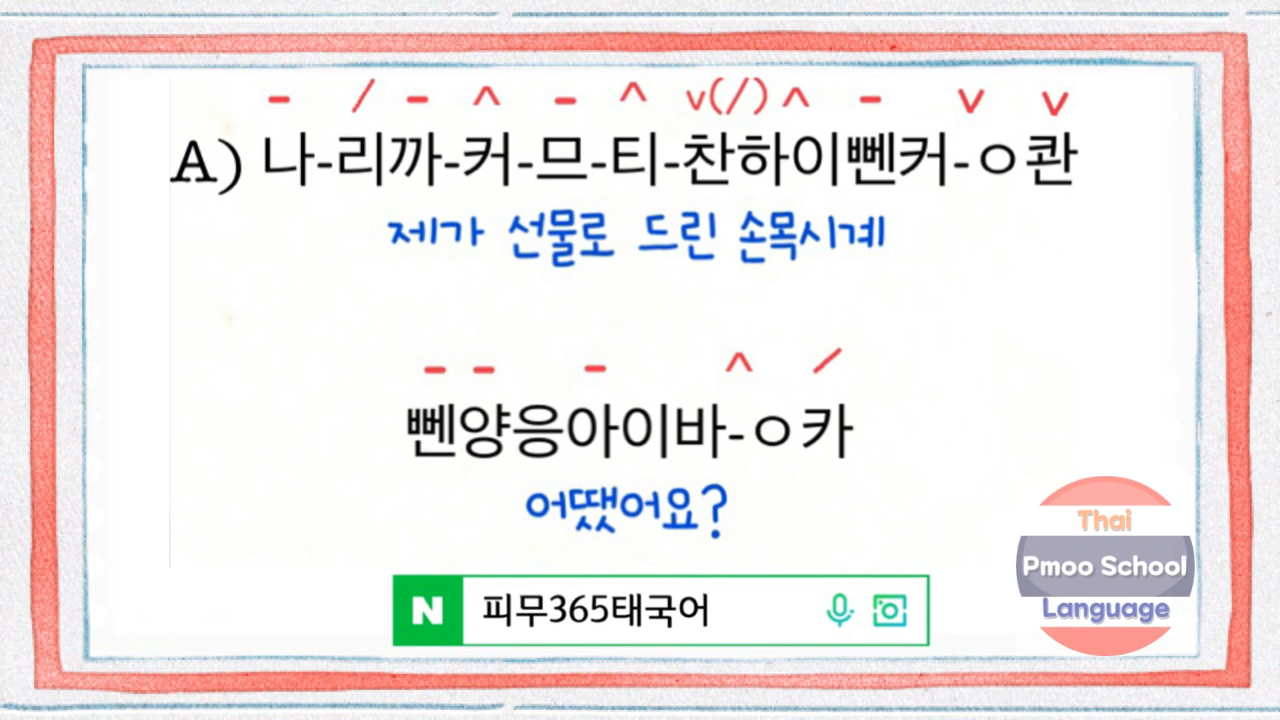 - / - ^ - ^ v(/) ^ - v v
A) 나-리까-커-므-티-찬하이뻰커-ㅇ콴
제가 선물로 드린 손목시계
- - - ^ /
뻰양응아이바-ㅇ카
어땠어요?
N 피무365태국어
Thai
Pmoo School
Language